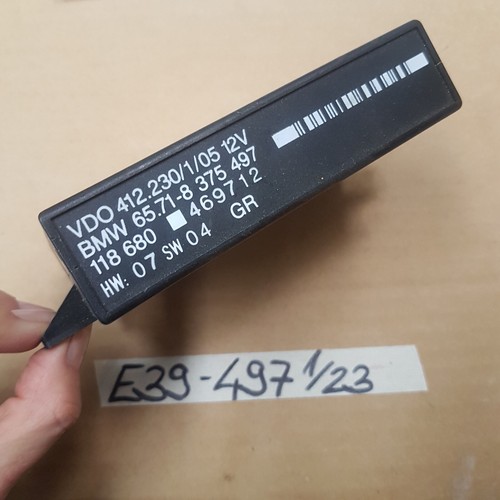 VDO 412.230/1/05 12V
BMW 65.71-8 375 497
118 680 469712
HW: 07 SW 04 GR
E39-497 1/23